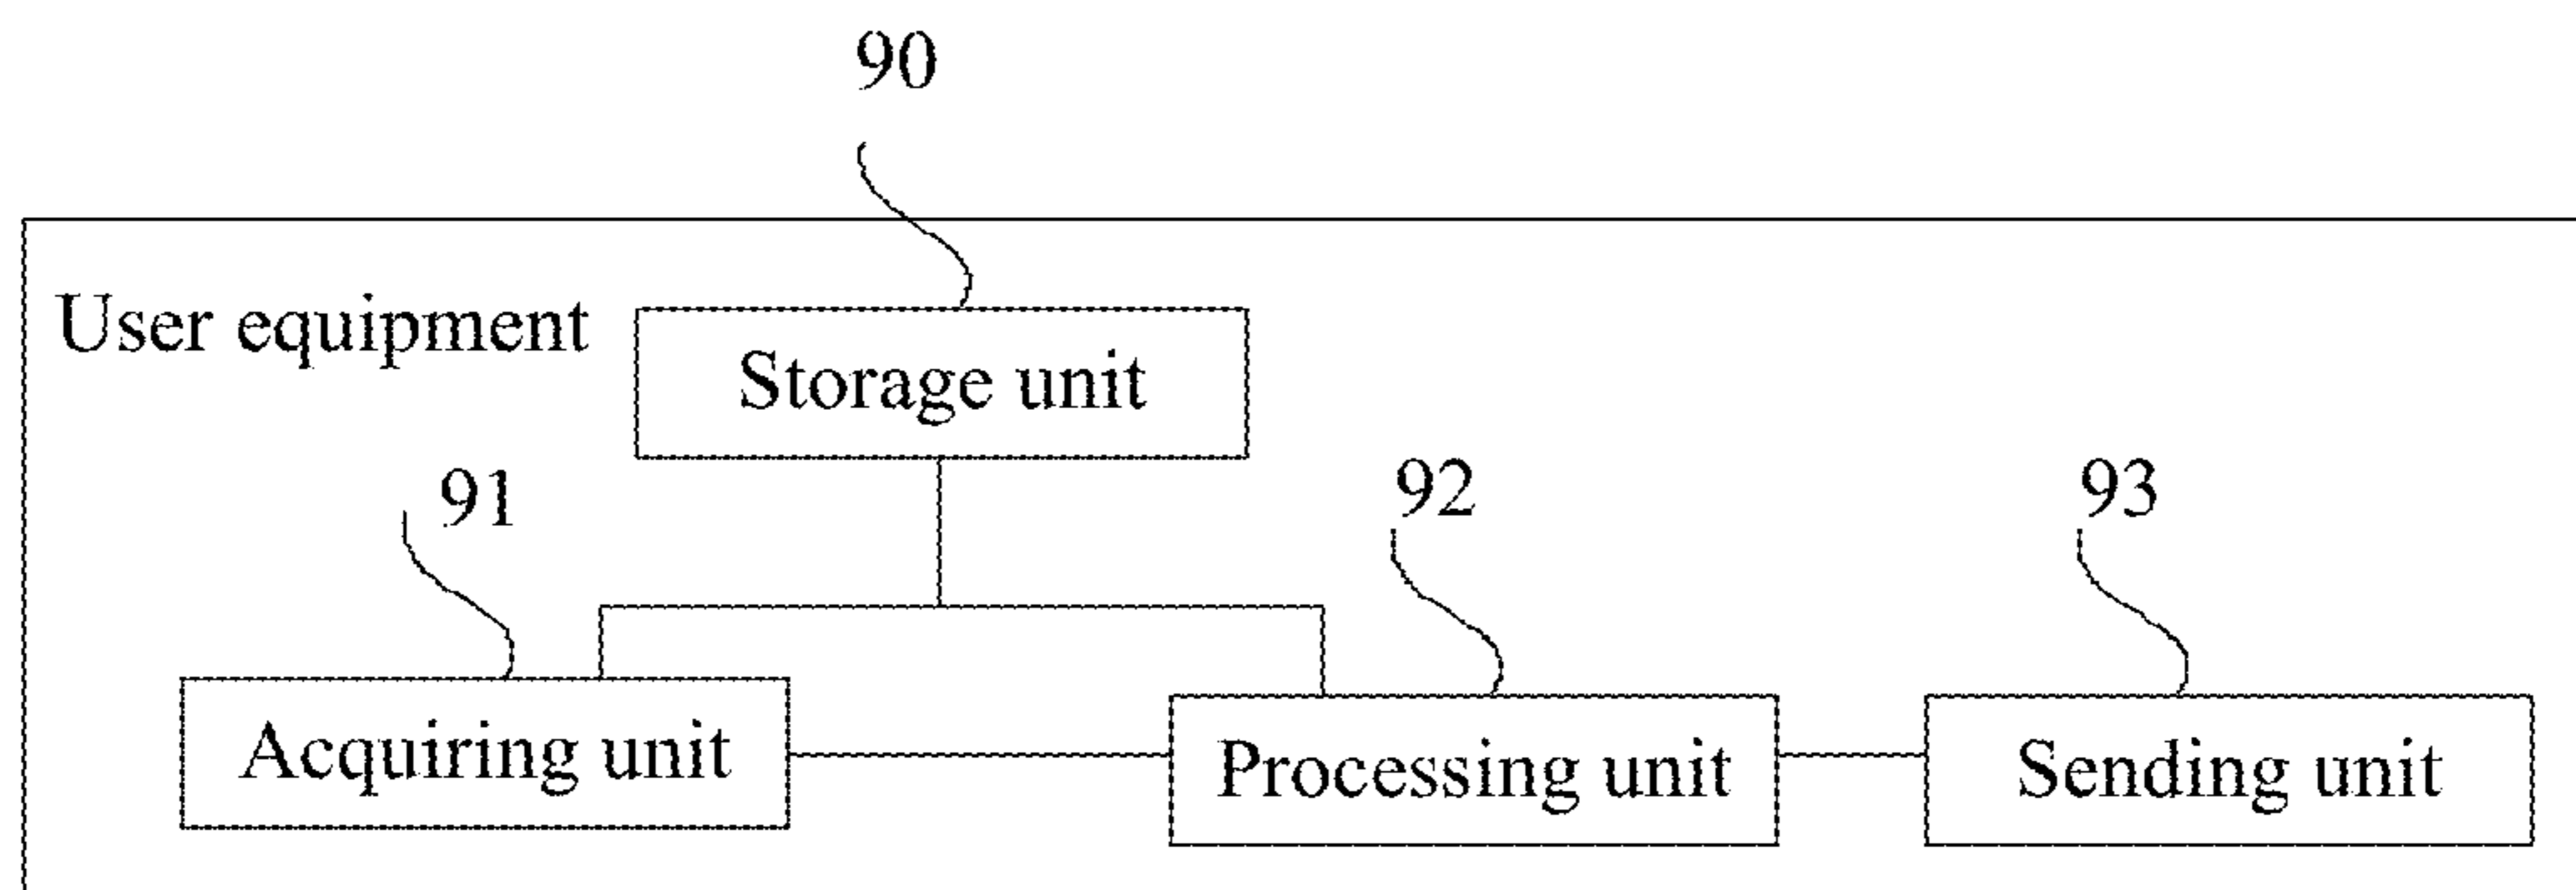 90
User equipment
Storage unit
91
92
93
Acquiring unit
Processing unit
Sending unit